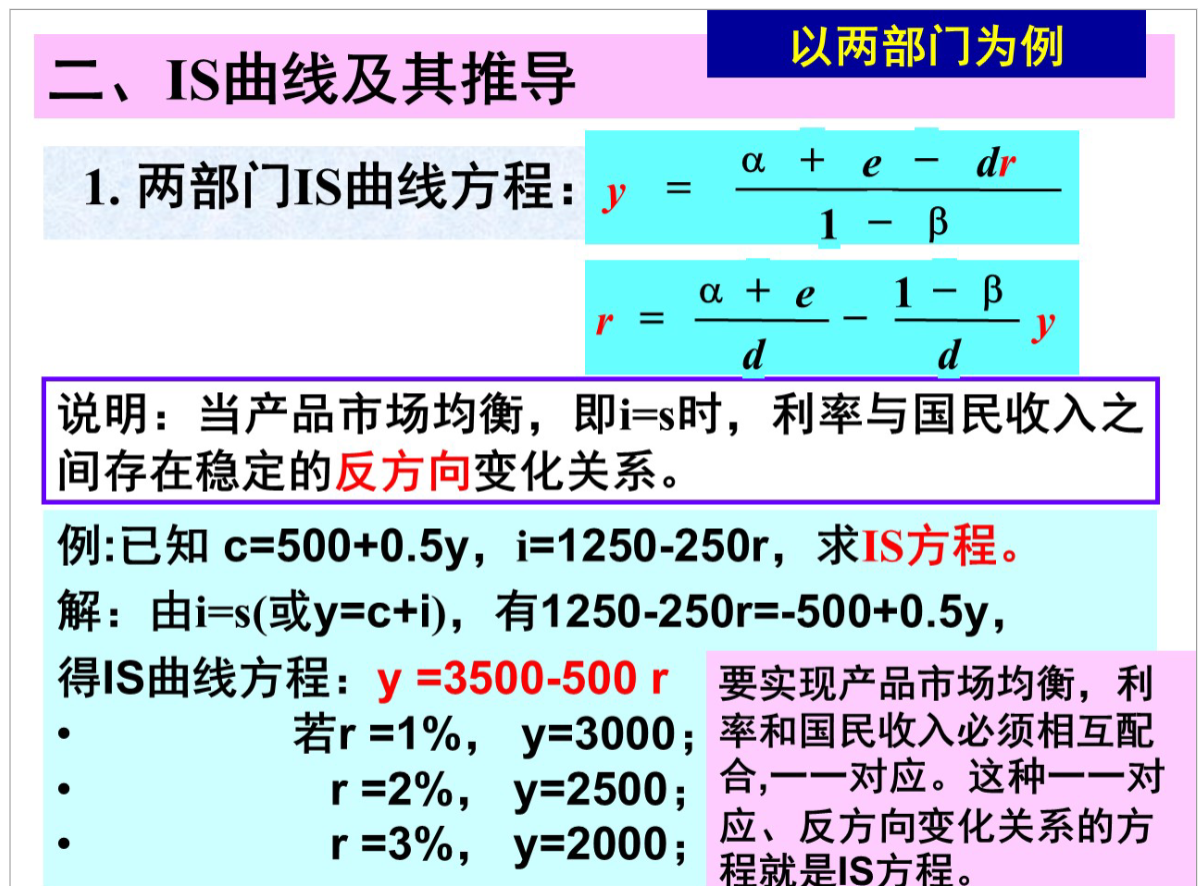 以两部门为例
二、IS曲线及其推导
1. 两部门IS曲线方程：
y = (α + e - dr) / (1 - β)
r = (α + e) / d - (1 - β) / d y
说明：当产品市场均衡，即i=s时，利率与国民收入之
间存在稳定的反方向变化关系。
例:已知 c=500+0.5y，i=1250-250r，求IS方程。
解：由i=s(或y=c+i)，有1250-250r=-500+0.5y，
得IS曲线方程：y =3500-500 r
• 若r =1%， y=3000；
• r =2%， y=2500；
• r =3%， y=2000；
要实现产品市场均衡，利
率和国民收入必须相互配
合,一一对应。这种一一对
应、反方向变化关系的方
程就是IS方程。